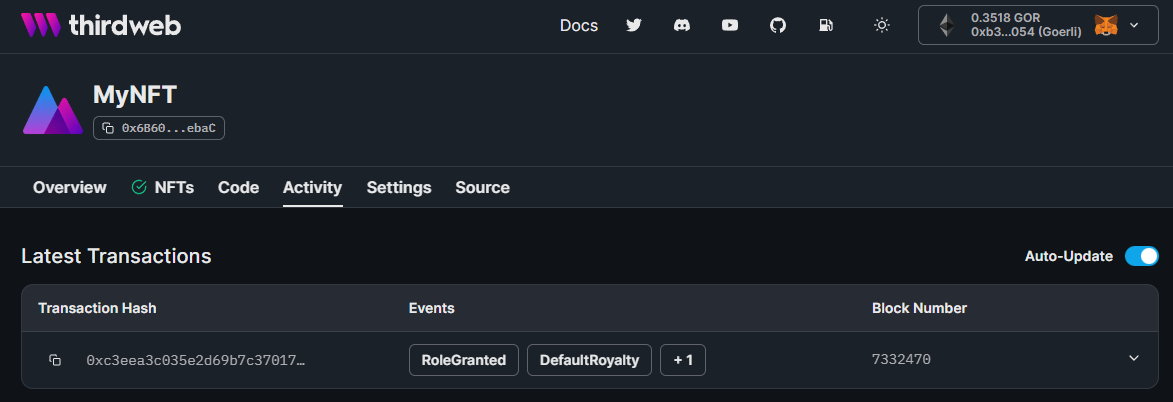 thirdweb
Docs
0.3518 GOR
0xb3...054 (Goerli)
MyNFT
0x6B60...ebaC
Overview NFTs Code Activity Settings Source
Latest Transactions
Auto-Update
Transaction Hash Events Block Number
0xc3eea3c035e2d69b7c37017… RoleGranted DefaultRoyalty + 1 7332470